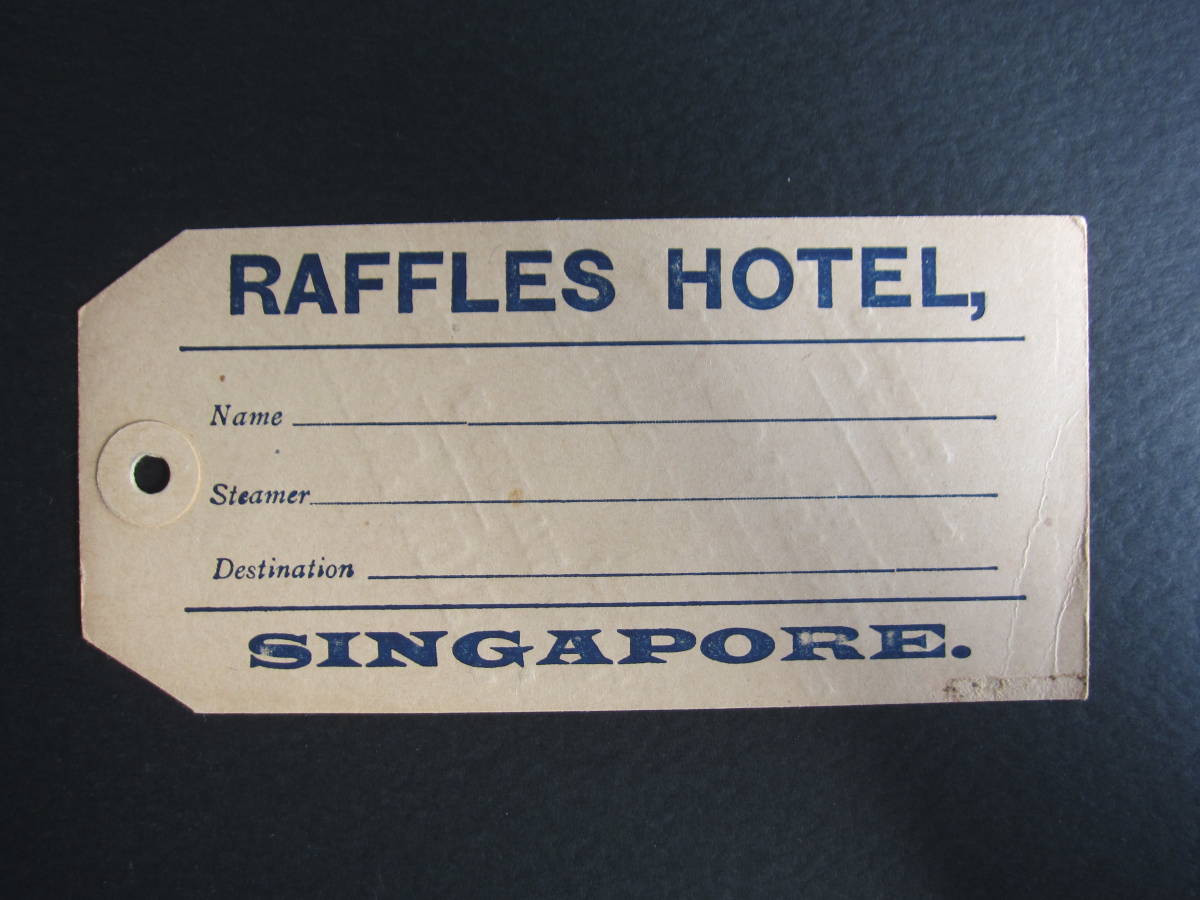 RAFFLES HOTEL,
Name
Steamer
Destination
SINGAPORE.